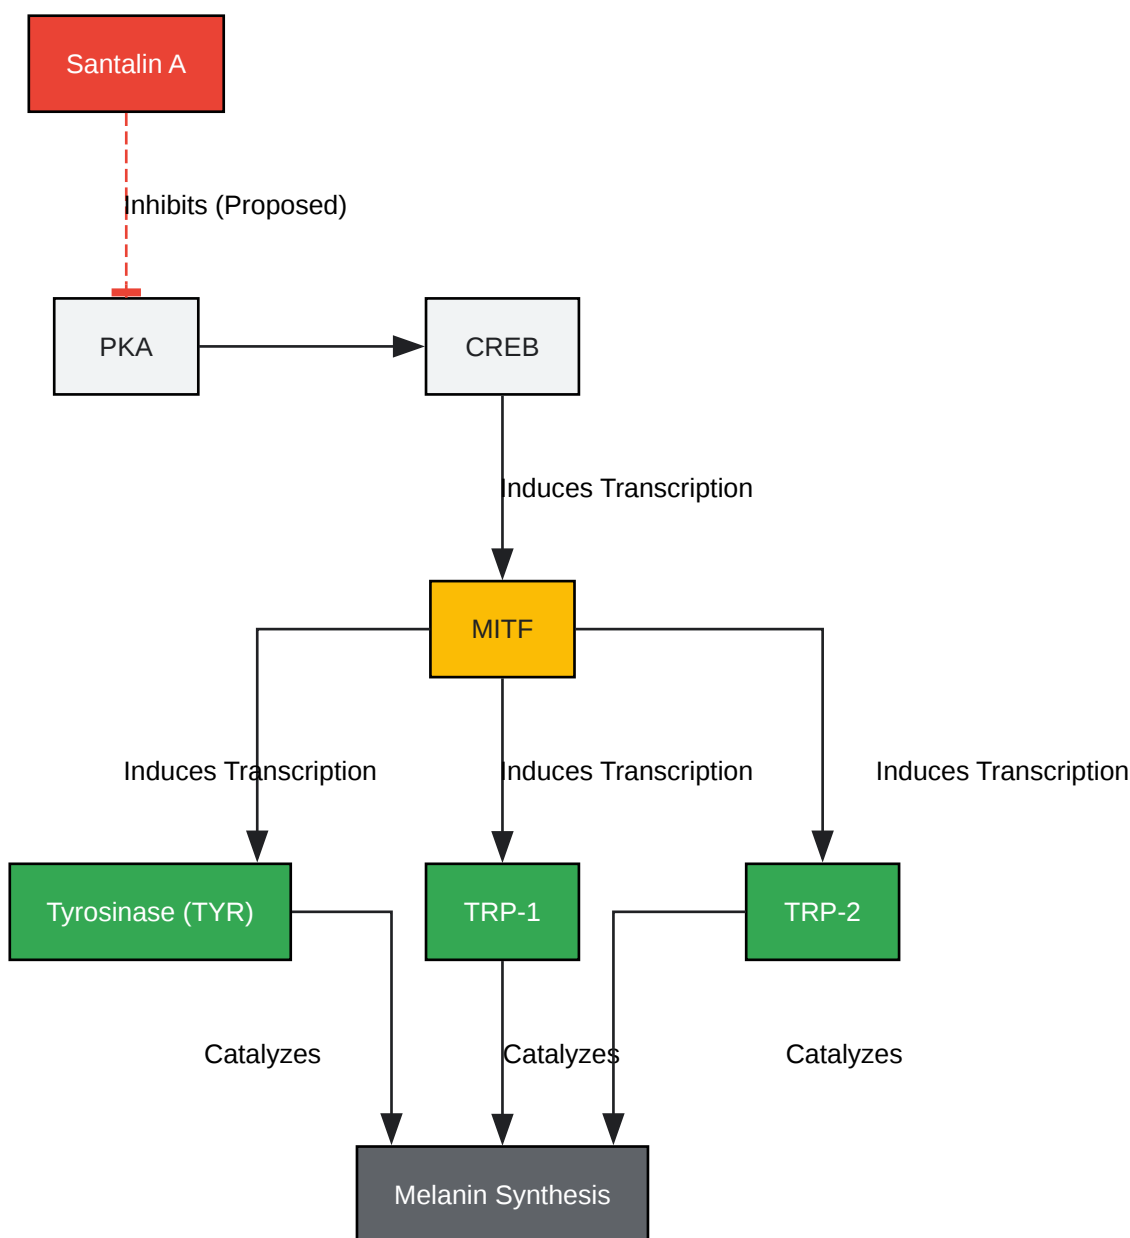 Santalin A
Inhibits (Proposed)
PKA
CREB
Induces Transcription
MITF
Induces Transcription
Induces Transcription
Induces Transcription
Tyrosinase (TYR)
TRP-1
TRP-2
Catalyzes
Catalyzes
Catalyzes
Melanin Synthesis